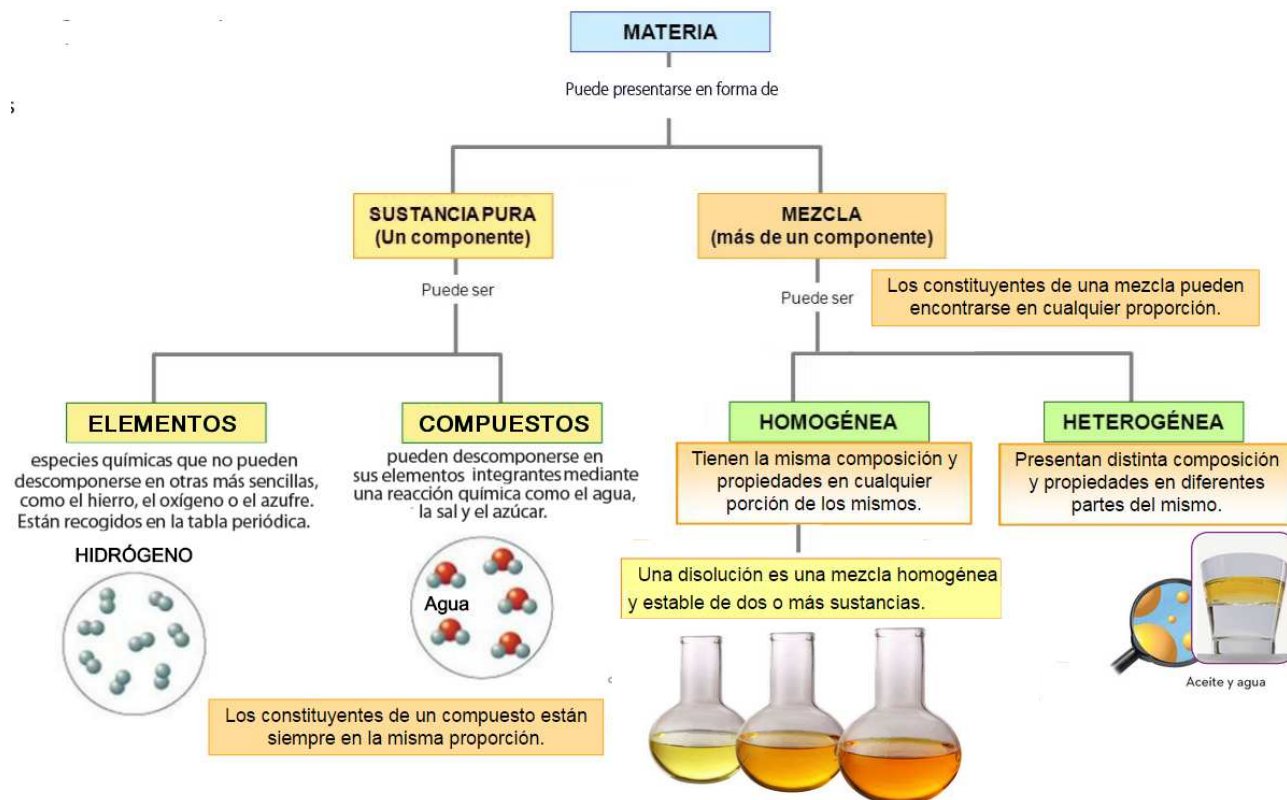 MATERIA
Puede presentarse en forma de
s
SUSTANCIA PURA
(Un componente)
MEZCLA
(más de un componente)
Puede ser
Puede ser
Los constituyentes de una mezcla pueden
encontrarse en cualquier proporción.
ELEMENTOS
especies químicas que no pueden
descomponerse en otras más sencillas,
como el hierro, el oxígeno o el azufre.
Están recogidos en la tabla periódica.
HIDRÓGENO
COMPUESTOS
pueden descomponerse en
sus elementos integrantes mediante
una reacción química como el agua,
la sal y el azúcar.
Agua
Los constituyentes de un compuesto están
siempre en la misma proporción.
HOMOGÉNEA
Tienen la misma composición y
propiedades en cualquier
porción de los mismos.
Una disolución es una mezcla homogénea
y estable de dos o más sustancias.
HETEROGÉNEA
Presentan distinta composición
y propiedades en diferentes
partes del mismo.
Aceite y agua